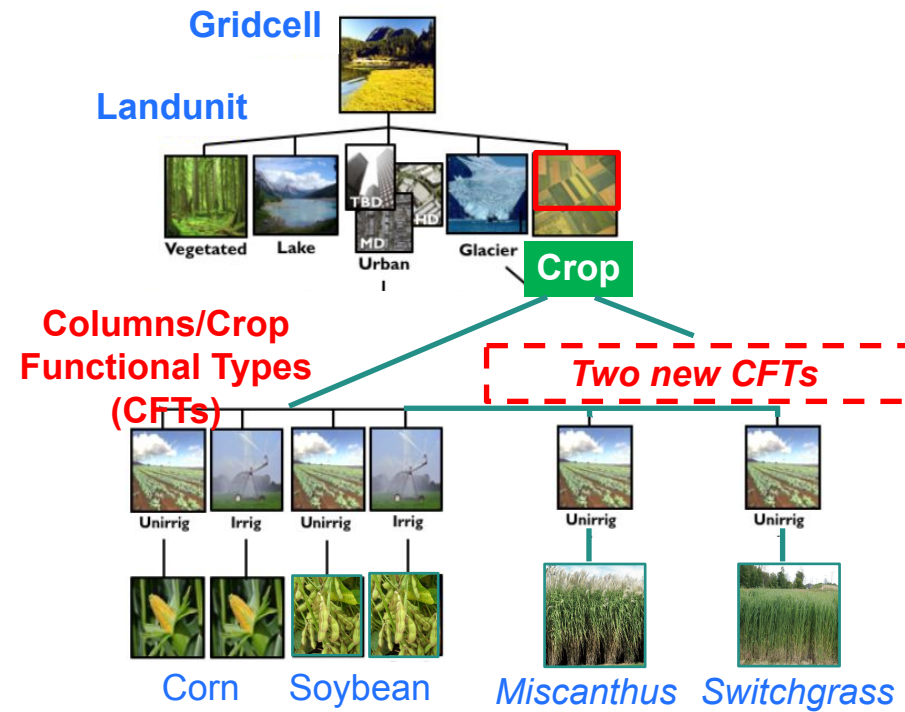 Gridcell
Landunit
TBD
HD
MD
Vegetated
Lake
Urban
Glacier
Crop
Columns/Crop
Functional Types
(CFTs)
Two new CFTs
Unirrig
Irrig
Unirrig
Irrig
Unirrig
Unirrig
Corn
Soybean
Miscanthus
Switchgrass